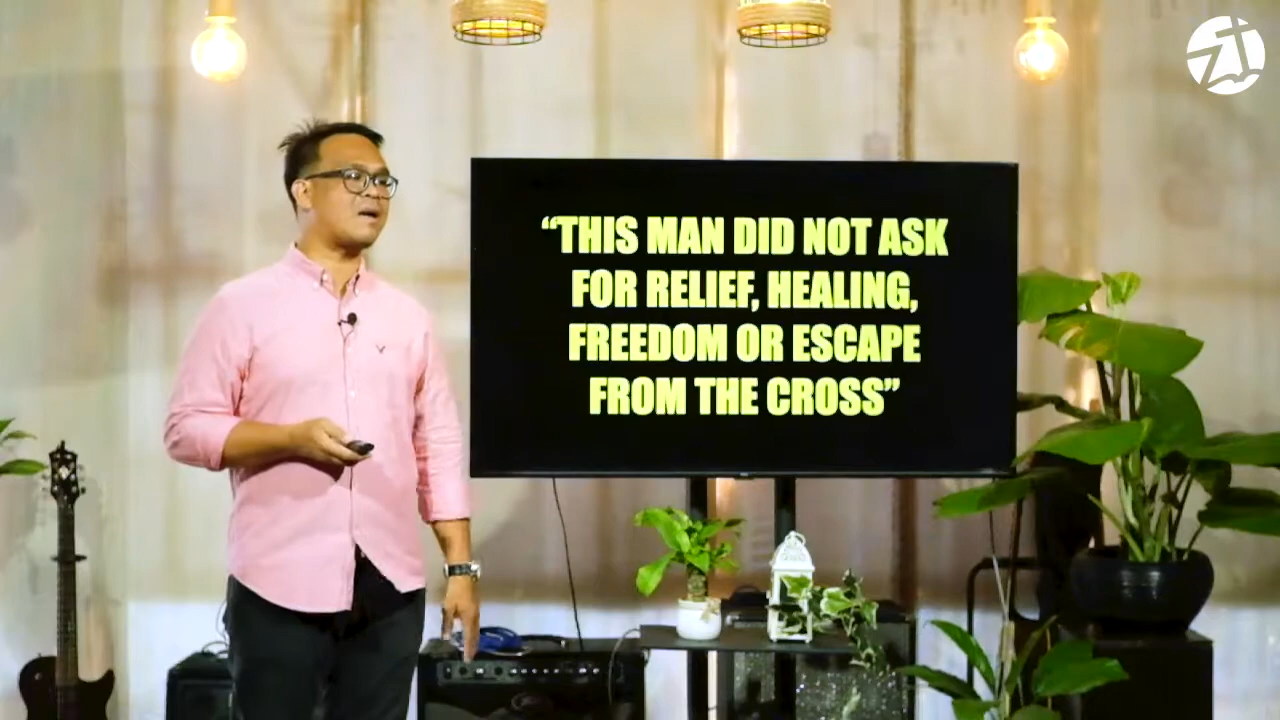 “THIS MAN DID NOT ASK
FOR RELIEF, HEALING,
FREEDOM OR ESCAPE
FROM THE CROSS”